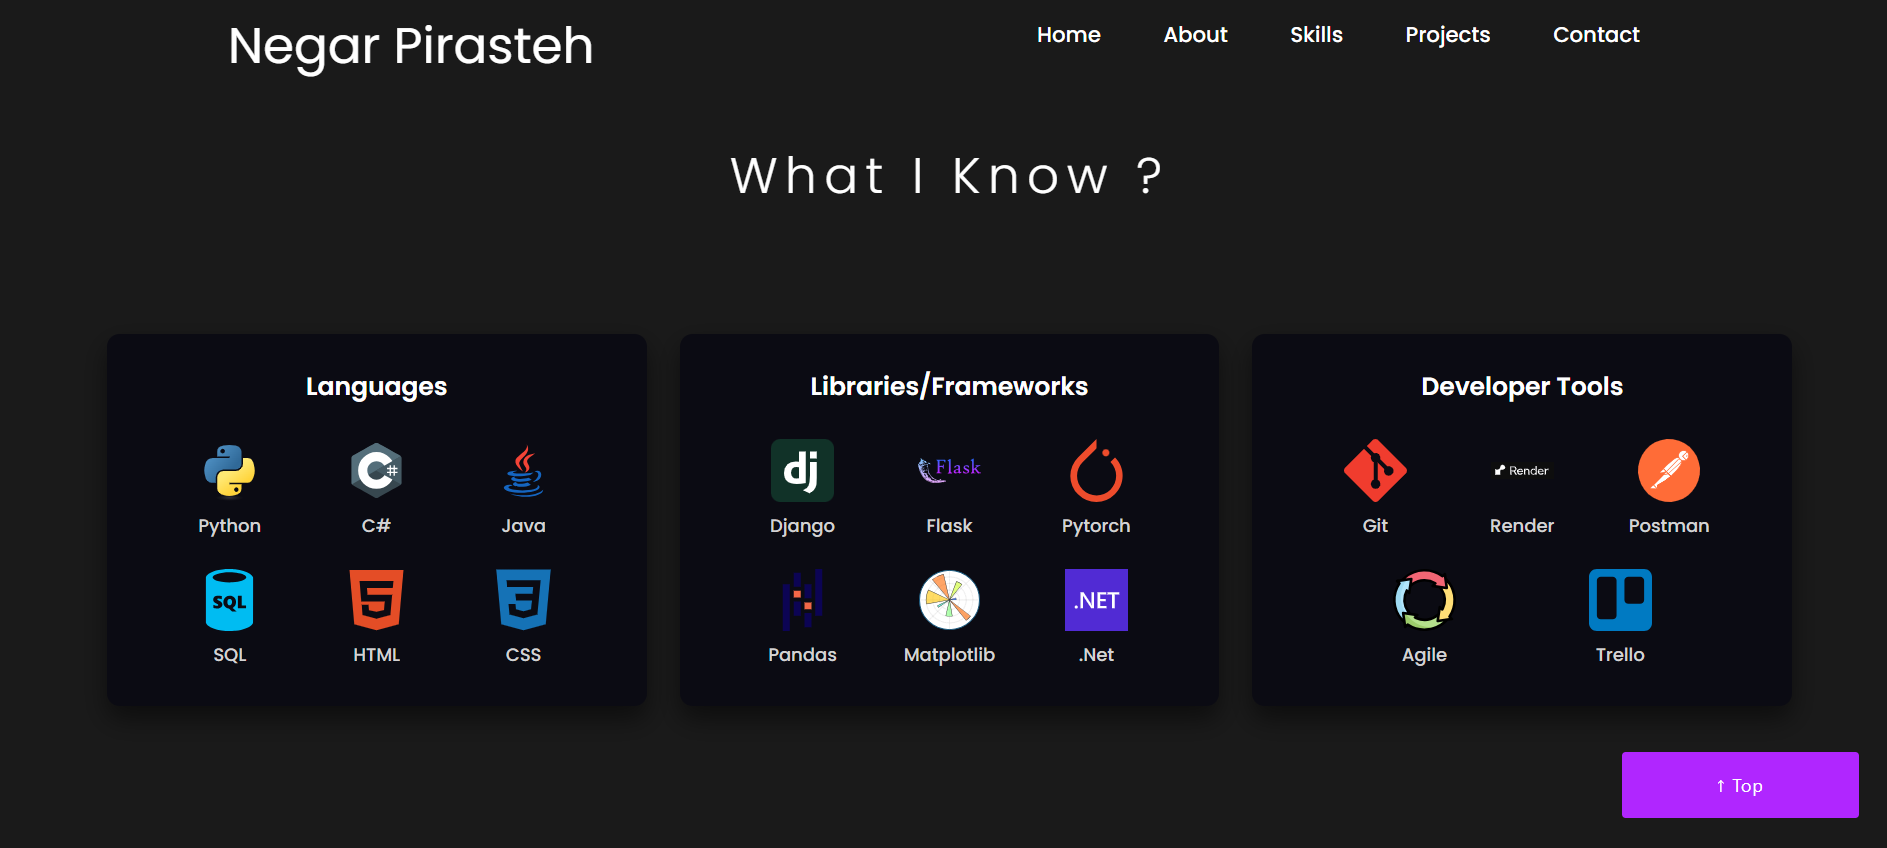 Negar Pirasteh
Home About Skills Projects Contact
What I Know ?
Languages
Python C# Java
SQL
SQL HTML CSS
Libraries/Frameworks
dj Flask
Django Flask Pytorch
.NET
Pandas Matplotlib .Net
Developer Tools
Render
Git Render Postman
Agile Trello
↑ Top